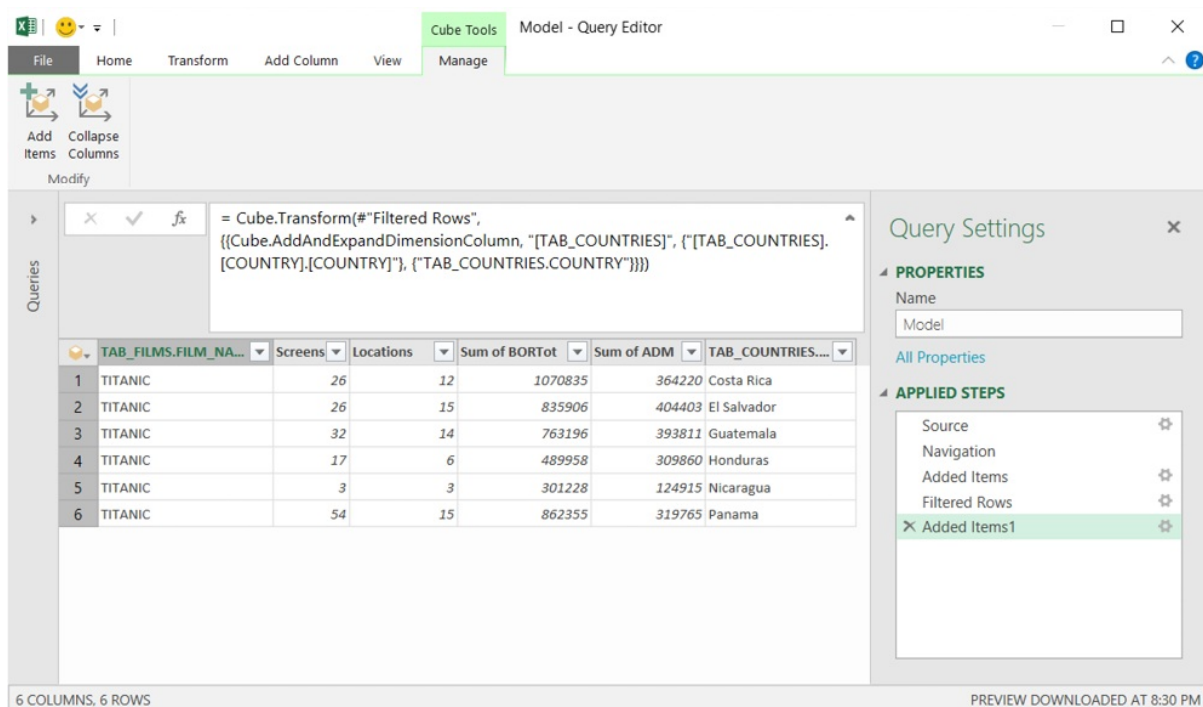 Cube Tools Model - Query Editor
File Home Transform Add Column View Manage
Add Items
Collapse Columns
Modify
Queries
fx
= Cube.Transform(#"Filtered Rows",
{{Cube.AddAndExpandDimensionColumn, "[TAB_COUNTRIES]", {"[TAB_COUNTRIES].
[COUNTRY].[COUNTRY]"}, {"TAB_COUNTRIES.COUNTRY"}}})
TAB_FILMS.FILM_NA... Screens Locations Sum of BORTot Sum of ADM TAB_COUNTRIES....
1 TITANIC 26 12 1070835 364220 Costa Rica
2 TITANIC 26 15 835906 404403 El Salvador
3 TITANIC 32 14 763196 393811 Guatemala
4 TITANIC 17 6 489958 309860 Honduras
5 TITANIC 3 3 301228 124915 Nicaragua
6 TITANIC 54 15 862355 319765 Panama
Query Settings
PROPERTIES
Name
Model
All Properties
APPLIED STEPS
Source
Navigation
Added Items
Filtered Rows
Added Items1
6 COLUMNS, 6 ROWS
PREVIEW DOWNLOADED AT 8:30 PM